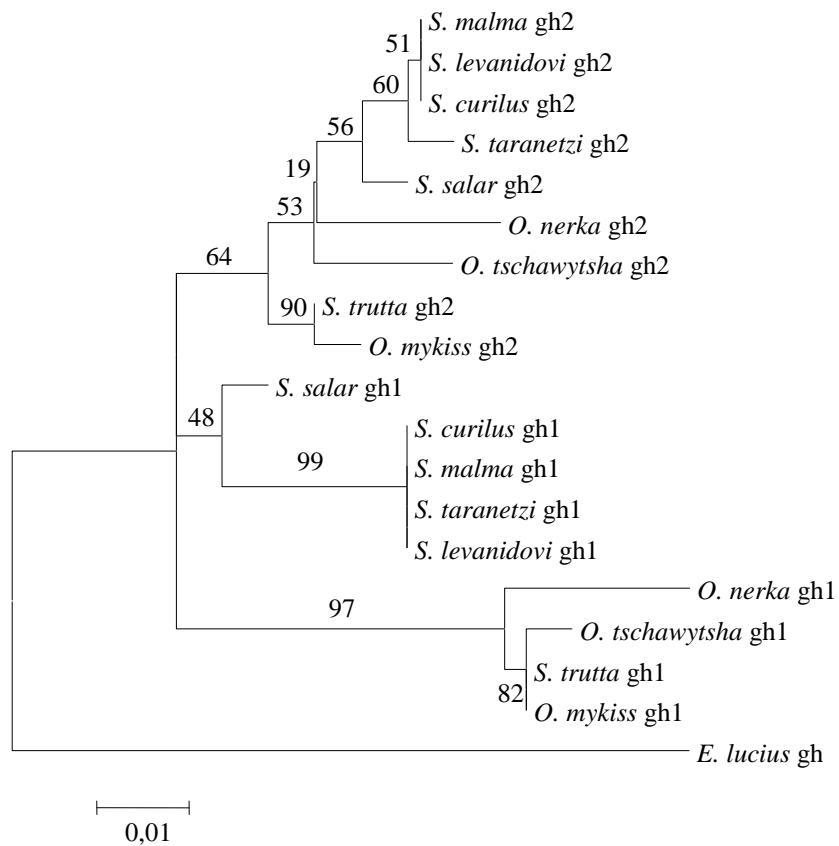 S. malma gh2
51
S. levanidovi gh2
60
S. curilus gh2
56
S. taranetzi gh2
19
S. salar gh2
53
O. nerka gh2
64
O. tschawytsha gh2
90
S. trutta gh2
O. mykiss gh2
S. salar gh1
48
S. curilus gh1
99
S. malma gh1
S. taranetzi gh1
S. levanidovi gh1
O. nerka gh1
97
O. tschawytsha gh1
S. trutta gh1
82
O. mykiss gh1
E. lucius gh
0,01